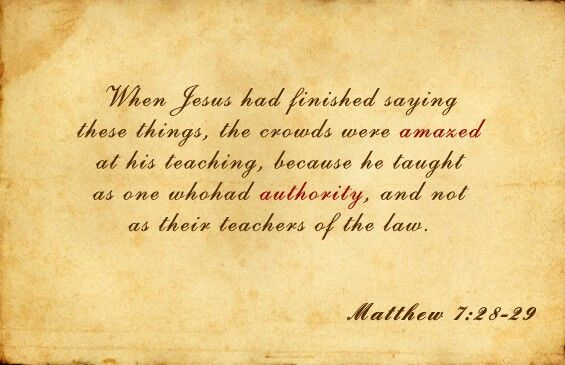 When Jesus had finished saying
these things, the crowds were amazed
at his teaching, because he taught
as one whohad authority, and not
as their teachers of the law.
Matthew 7:28-29